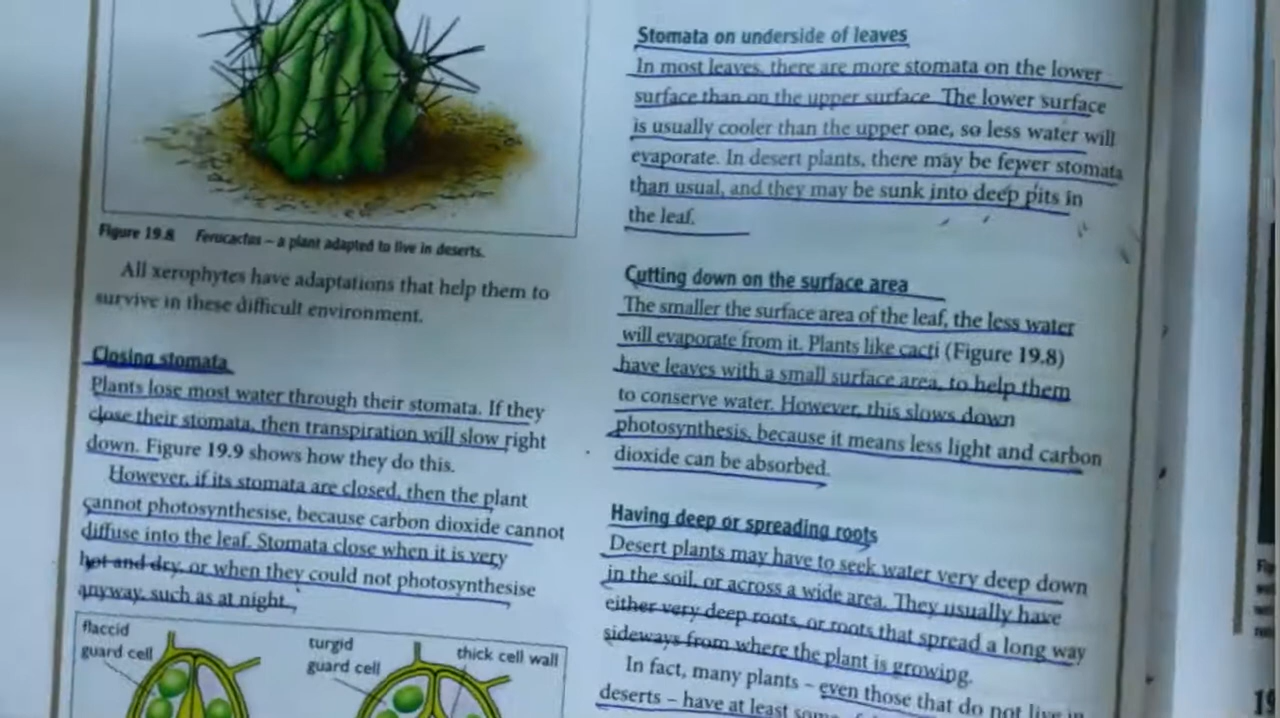 Figure 19.8 Ferocactus – a plant adapted to live in deserts.
All xerophytes have adaptations that help them to
survive in these difficult environment.
Closing stomata
Plants lose most water through their stomata. If they
close their stomata, then transpiration will slow right
down. Figure 19.9 shows how they do this.
However, if its stomata are closed, then the plant
cannot photosynthesise, because carbon dioxide cannot
diffuse into the leaf. Stomata close when it is very
hot and dry, or when they could not photosynthesise
anyway, such as at night.
flaccid
guard cell
turgid
guard cell
thick cell wall
Stomata on underside of leaves
In most leaves, there are more stomata on the lower
surface than on the upper surface. The lower surface
is usually cooler than the upper one, so less water will
evaporate. In desert plants, there may be fewer stomata
than usual, and they may be sunk into deep pits in
the leaf.
Cutting down on the surface area
The smaller the surface area of the leaf, the less water
will evaporate from it. Plants like cacti (Figure 19.8)
have leaves with a small surface area, to help them
to conserve water. However, this slows down
photosynthesis, because it means less light and carbon
dioxide can be absorbed.
Having deep or spreading roots
Desert plants may have to seek water very deep down
in the soil, or across a wide area. They usually have
either very deep roots, or roots that spread a long way
sideways from where the plant is growing.
In fact, many plants – even those that do not live in
deserts – have at least some of